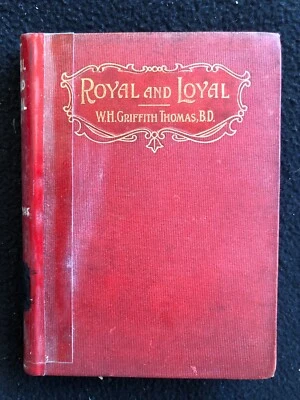 ROYAL AND LOYAL
W.H. GRIFFITH THOMAS, B.D.